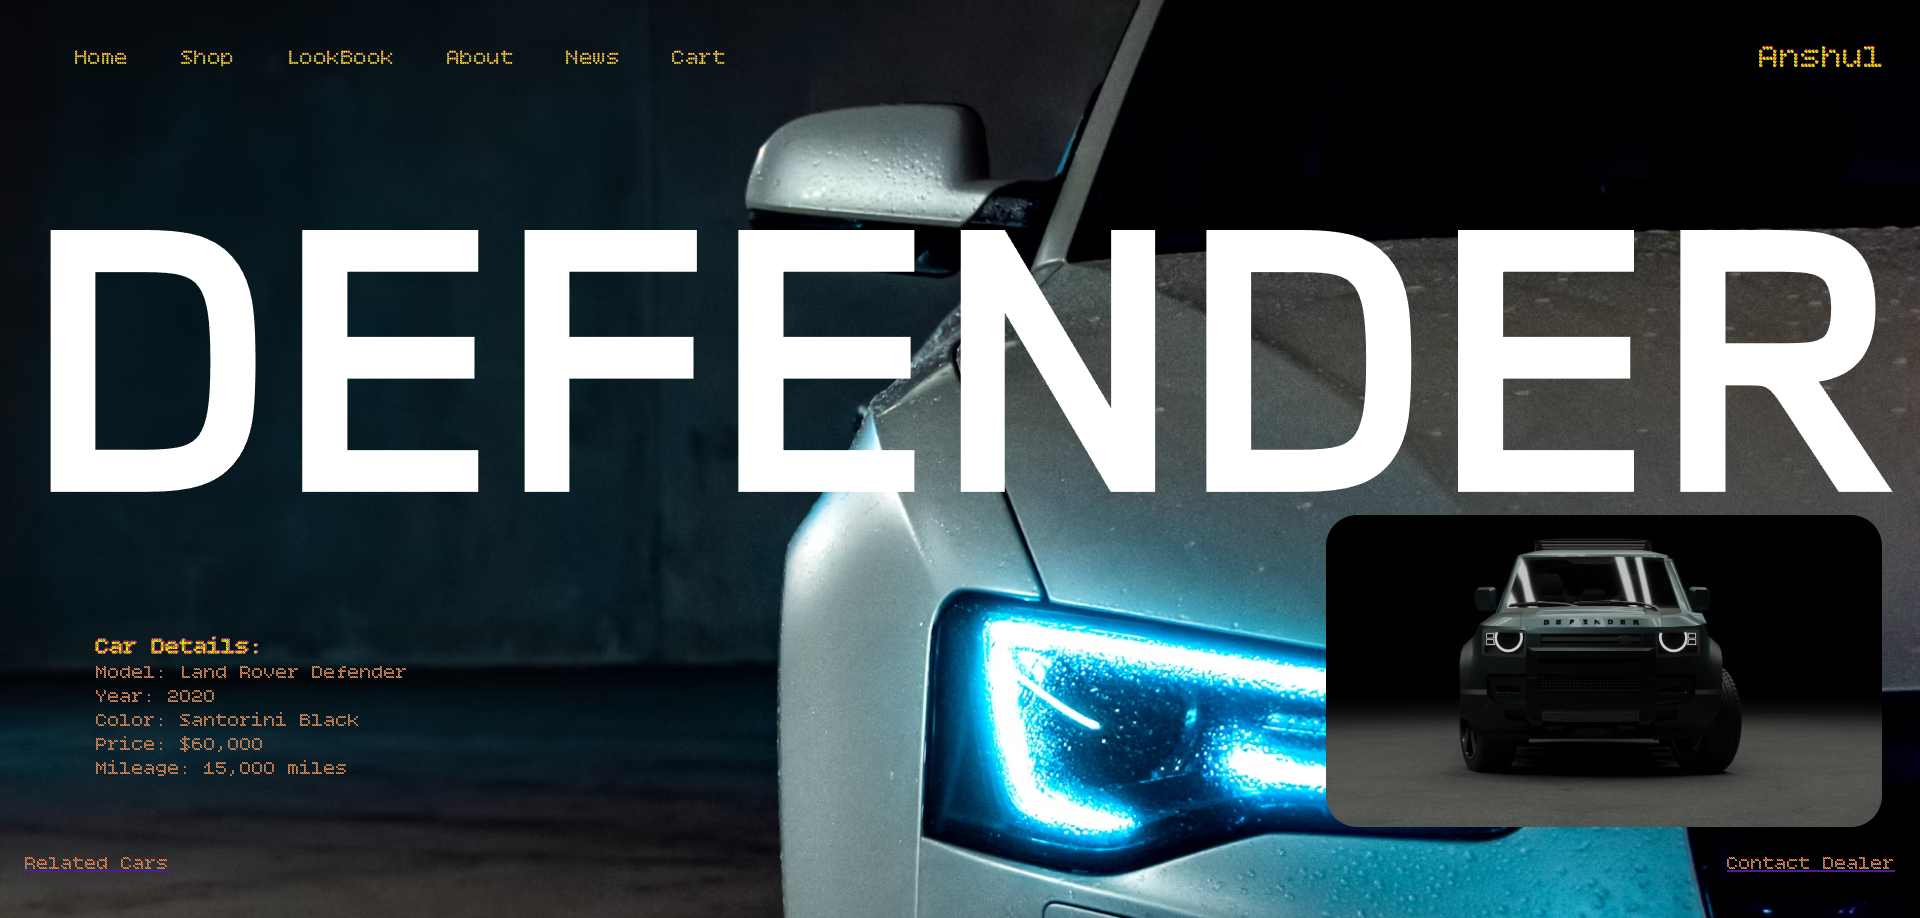 Home Shop LookBook About News Cart
Anshul
DEFENDER
DEFENDER
Car Details:
Model: Land Rover Defender
Year: 2020
Color: Santorini Black
Price: $60,000
Mileage: 15,000 miles
Related Cars
Contact Dealer